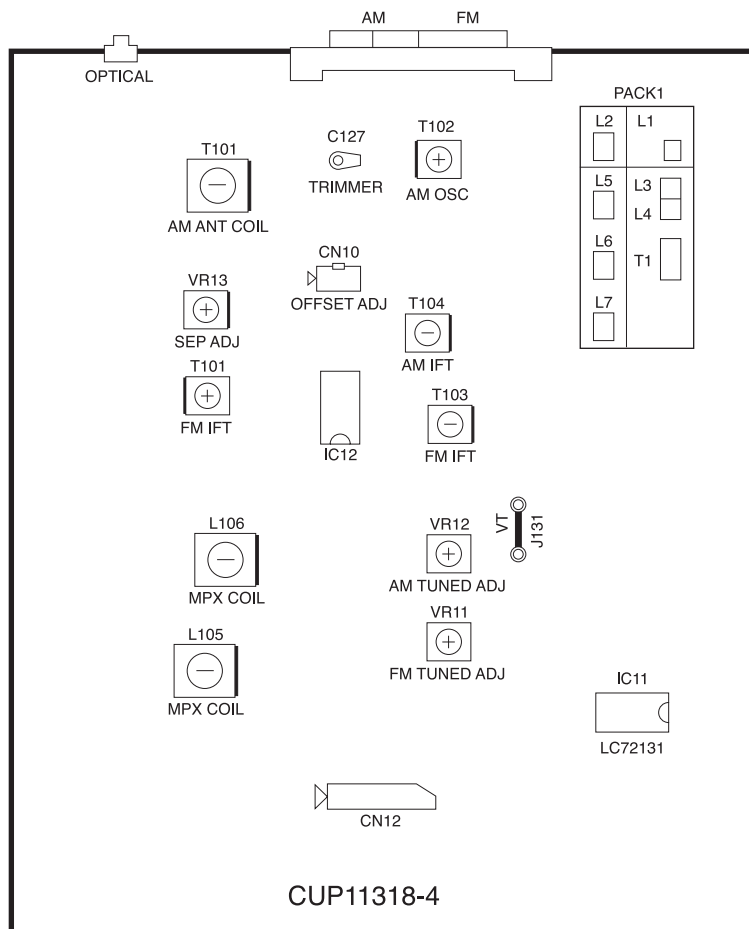 AM FM
OPTICAL
PACK1
L2 L1
L5 L3
L4
L6
T1
L7
T101
AM ANT COIL
C127
TRIMMER
T102
AM OSC
CN10
OFFSET ADJ
VR13
SEP ADJ
T104
AM IFT
T101
FM IFT
IC12
T103
FM IFT
VT
J131
L106
MPX COIL
VR12
AM TUNED ADJ
L105
MPX COIL
VR11
FM TUNED ADJ
IC11
LC72131
CN12
CUP11318-4